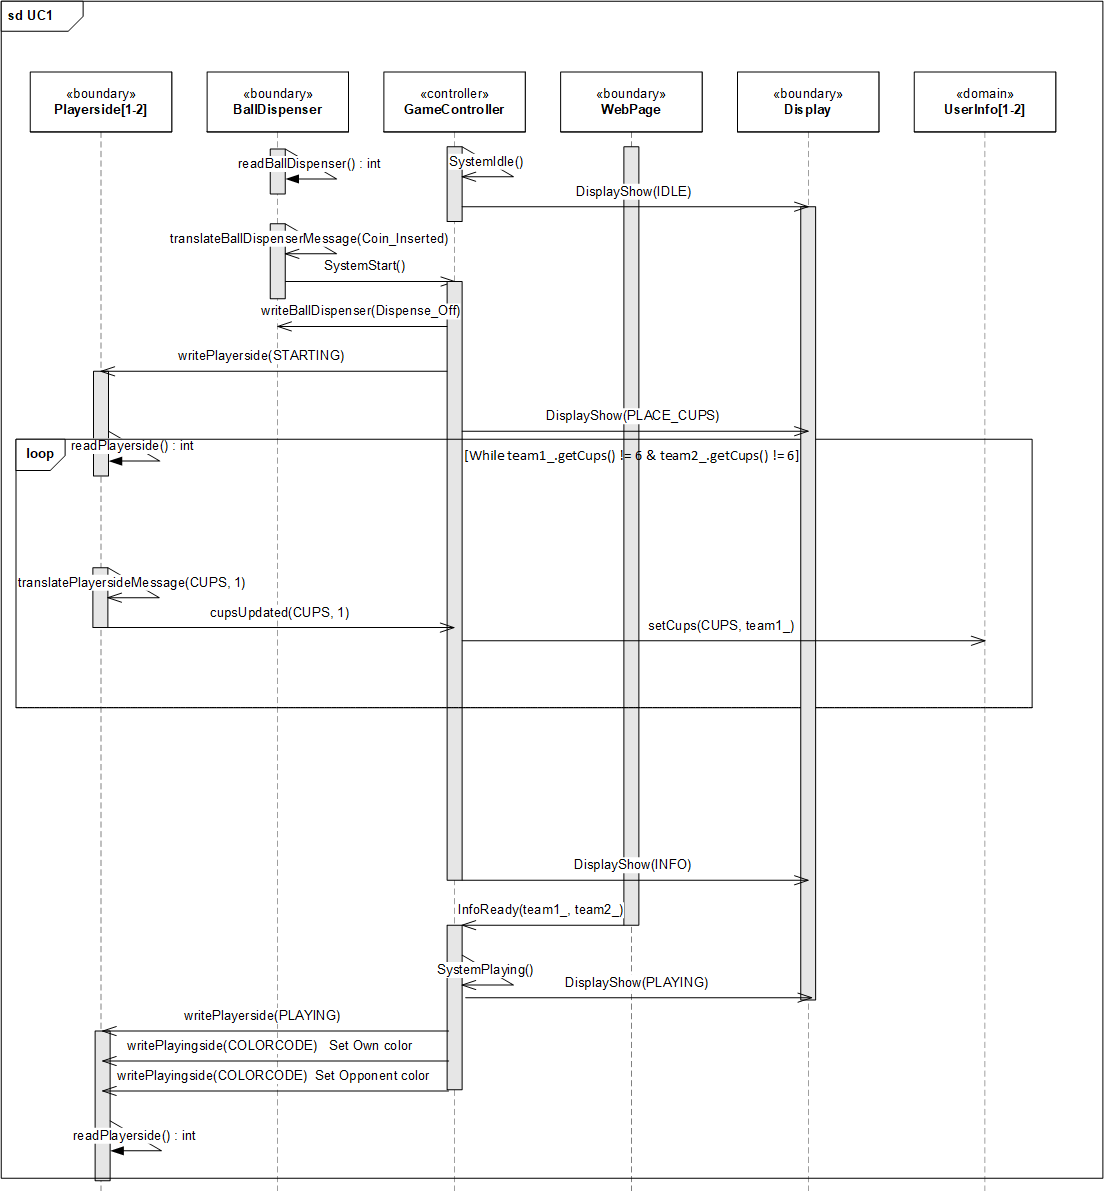 sd UC1
«boundary»
Playerside[1-2]
«boundary»
BallDispenser
«controller»
GameController
«boundary»
WebPage
«boundary»
Display
«domain»
UserInfo[1-2]
readBallDispenser() : int
SystemIdle()
DisplayShow(IDLE)
translateBallDispenserMessage(Coin_Inserted)
SystemStart()
writeBallDispenser(Dispense_Off)
writePlayerside(STARTING)
DisplayShow(PLACE_CUPS)
readPlayerside() : int
loop
[While team1_.getCups() != 6 & team2_.getCups() != 6]
translatePlayersideMessage(CUPS, 1)
cupsUpdated(CUPS, 1)
setCups(CUPS, team1_)
DisplayShow(INFO)
InfoReady(team1_, team2_)
SystemPlaying()
DisplayShow(PLAYING)
writePlayerside(PLAYING)
writePlayingside(COLORCODE) Set Own color
writePlayingside(COLORCODE) Set Opponent color
readPlayerside() : int